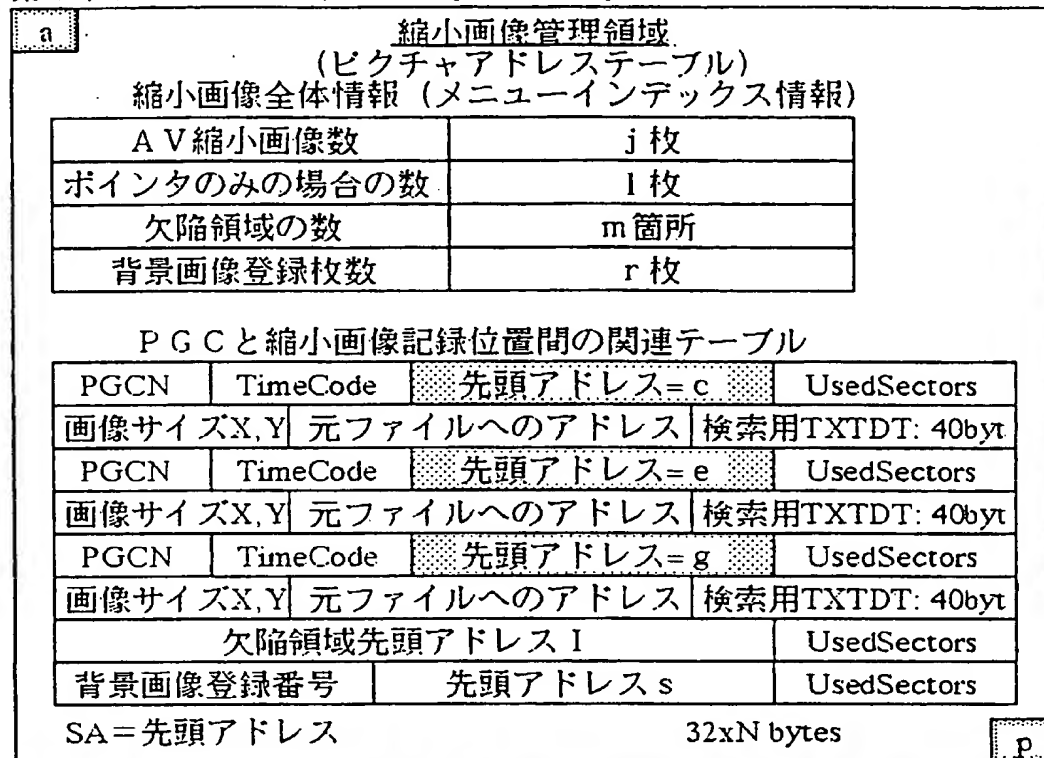 a
縮小画像管理領域
(ピクチャアドレステーブル)
縮小画像全体情報 (メニューインデックス情報)
AV縮小画像数 j枚
ポインタのみの場合の数 l枚
欠陥領域の数 m箇所
背景画像登録枚数 r枚
PGCと縮小画像記録位置間の関連テーブル
PGCN TimeCode 先頭アドレス=c UsedSectors
画像サイズX,Y 元ファイルへのアドレス 検索用TXTDT: 40byt
PGCN TimeCode 先頭アドレス=e UsedSectors
画像サイズX,Y 元ファイルへのアドレス 検索用TXTDT: 40byt
PGCN TimeCode 先頭アドレス=g UsedSectors
画像サイズX,Y 元ファイルへのアドレス 検索用TXTDT: 40byt
欠陥領域先頭アドレス I UsedSectors
背景画像登録番号 先頭アドレス s UsedSectors
SA=先頭アドレス 32xN bytes
p